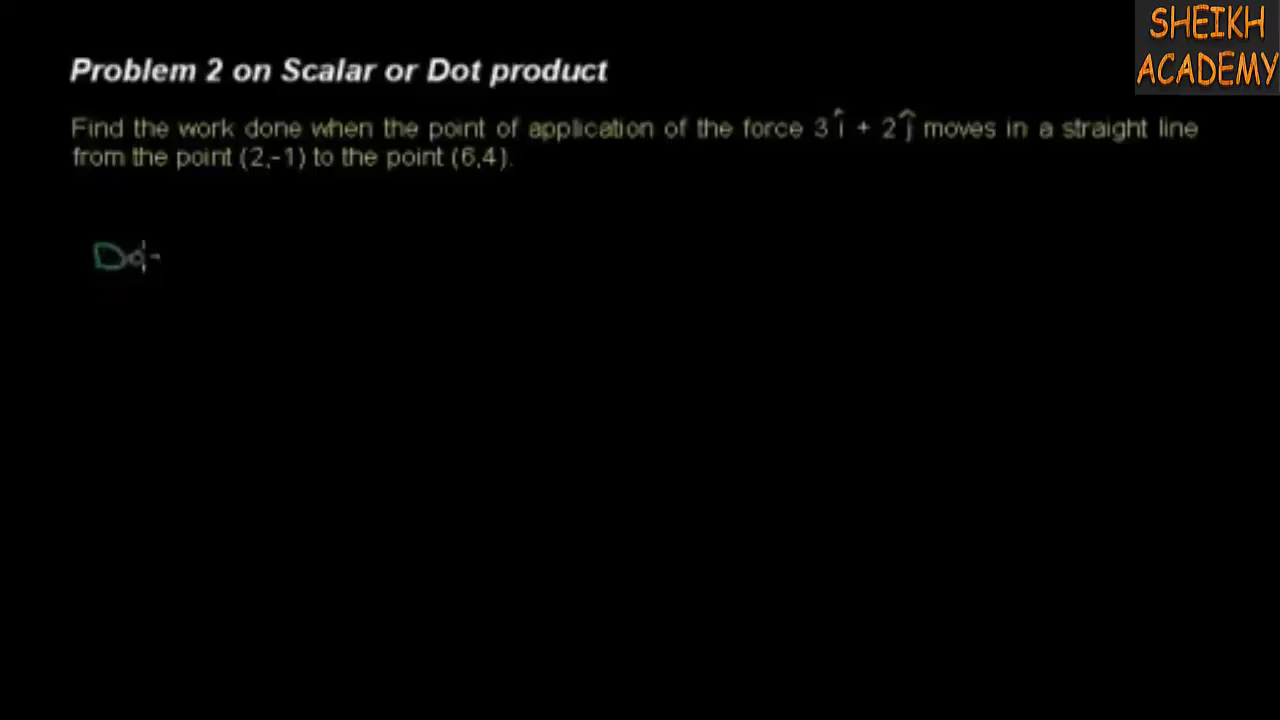 SHEIKH
ACADEMY
Problem 2 on Scalar or Dot product
Find the work done when the point of application of the force 3 î + 2 ĵ moves in a straight line
from the point (2,-1) to the point (6,4).